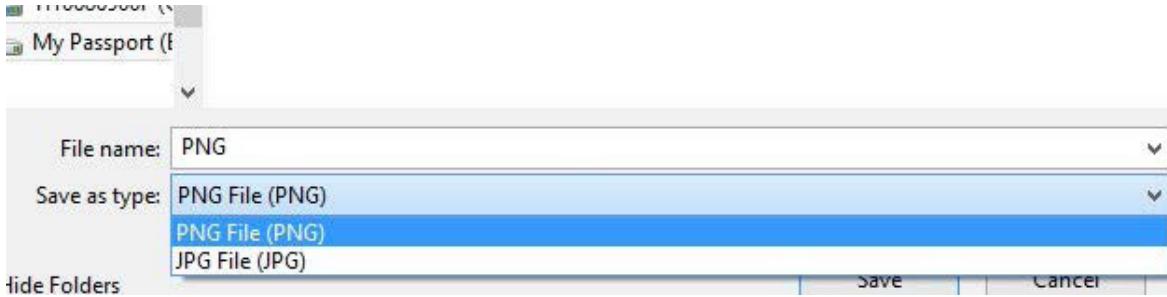 My Passport (E
File name: PNG
Save as type: PNG File (PNG)
PNG File (PNG)
JPG File (JPG)
Hide Folders Save Cancel